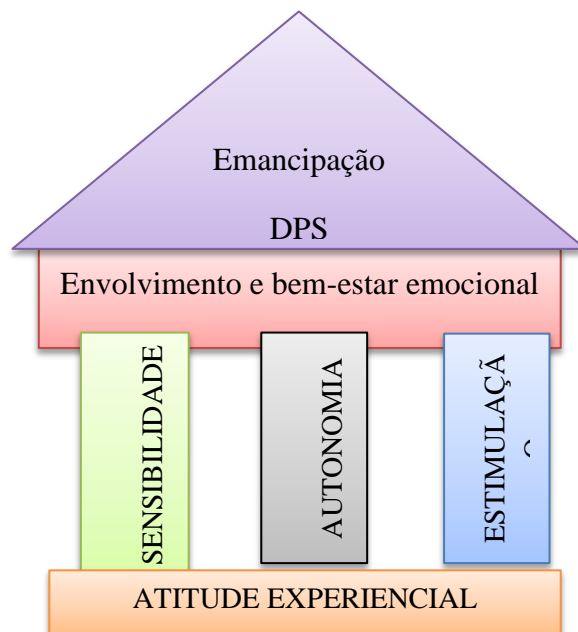 Emancipação
DPS
Envolvimento e bem-estar emocional
SENSIBILIDADE
AUTONOMIA
ESTIMULAÇÃ
O
ATITUDE EXPERIENCIAL